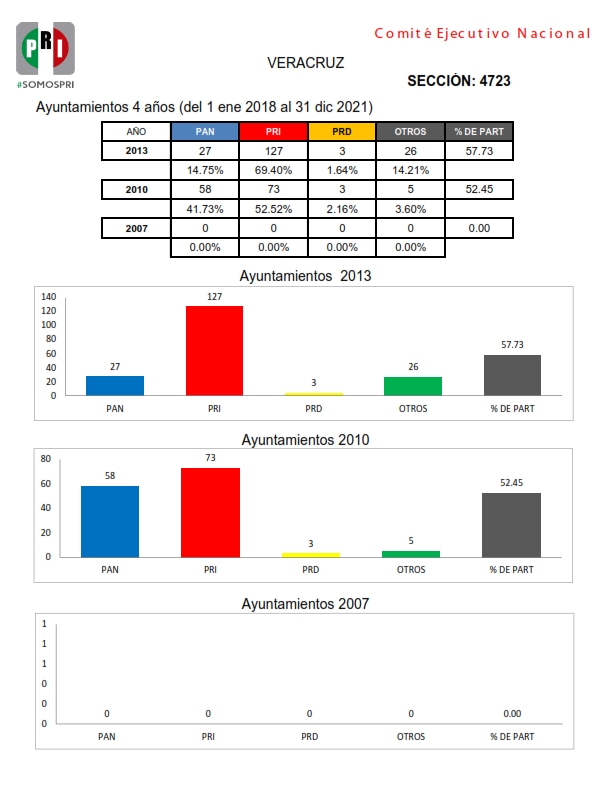 Comité Ejecutivo Nacional
PRI
#SOMOSPRI
VERACRUZ
SECCIÓN: 4723
Ayuntamientos 4 años (del 1 ene 2018 al 31 dic 2021)
AÑO PAN PRI PRD OTROS % DE PART
2013 27 127 3 26 57.73
14.75% 69.40% 1.64% 14.21%
2010 58 73 3 5 52.45
41.73% 52.52% 2.16% 3.60%
2007 0 0 0 0 0.00
0.00% 0.00% 0.00% 0.00%
Ayuntamientos 2013
140
120
100
80
60
40
20
0
27 127 3 26 57.73
PAN PRI PRD OTROS % DE PART
Ayuntamientos 2010
80
60
40
20
0
58 73 3 5 52.45
PAN PRI PRD OTROS % DE PART
Ayuntamientos 2007
1
1
1
0
0
0
0 0 0 0 0.00
PAN PRI PRD OTROS % DE PART